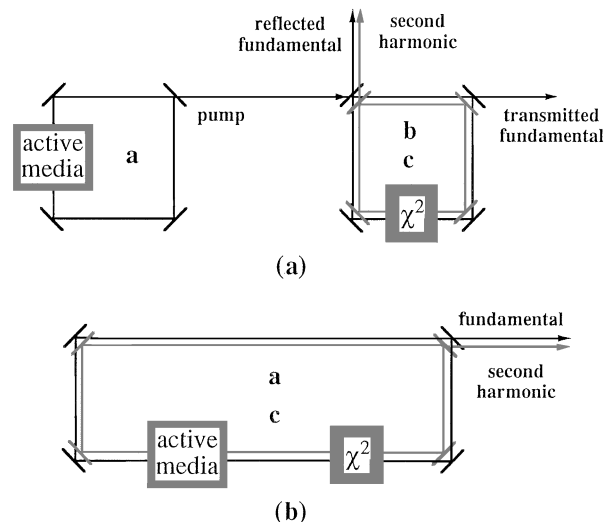 reflected
fundamental
second
harmonic
pump
transmitted
fundamental
active
media
a
b
c
χ²
(a)
fundamental
second
harmonic
a
c
active
media
χ²
(b)